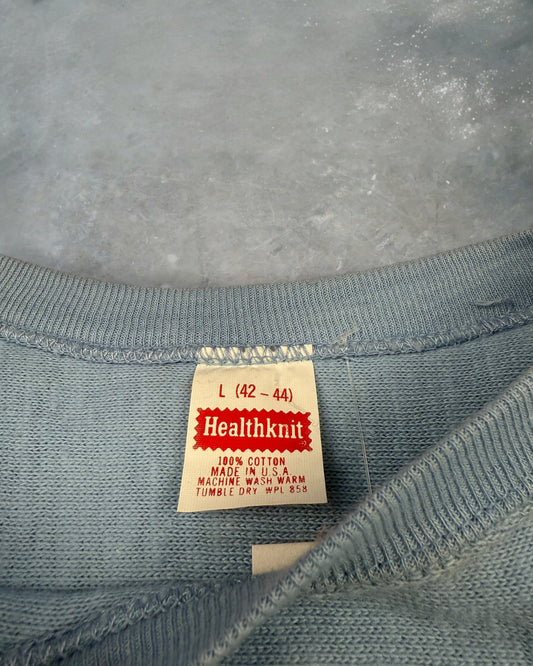 L (42 – 44)
Healthknit
100% COTTON
MADE IN U.S.A.
MACHINE WASH WARM
TUMBLE DRY WPL 858